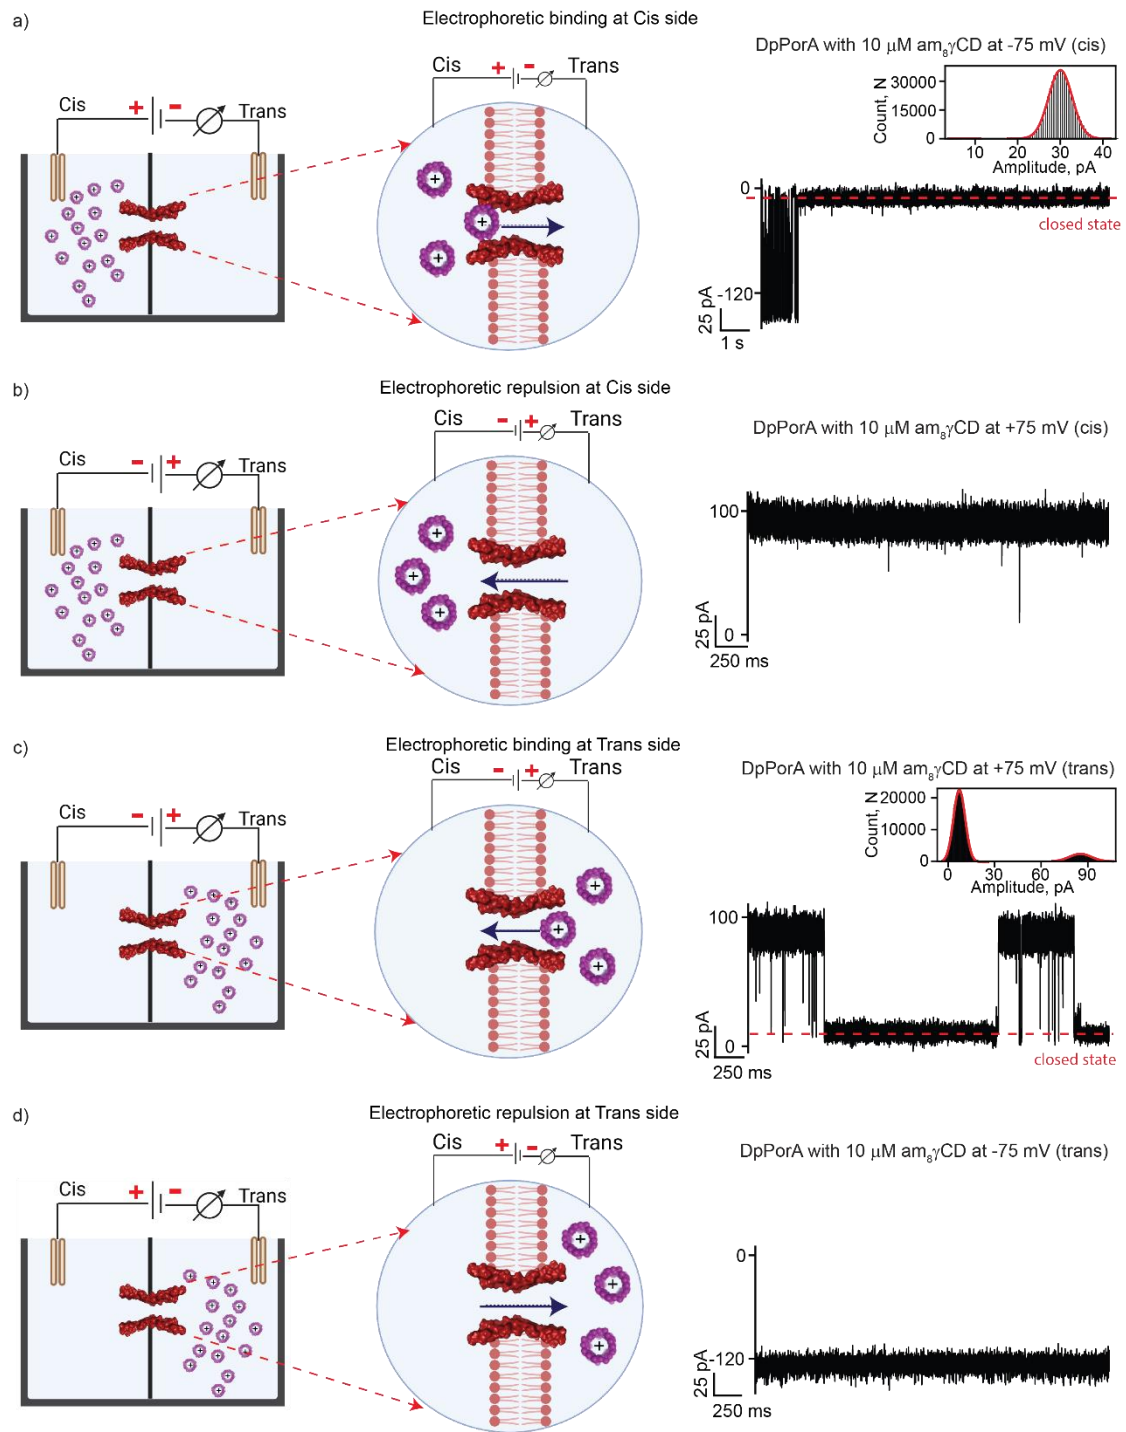 a)
Electrophoretic binding at Cis side
Cis
+
-
Trans
Cis
+
-
Trans
+
+
+
+
DpPorA with 10 μM am₈γCD at -75 mV (cis)
Count, N
30000
15000
0
10
20
30
40
Amplitude, pA
0
-120
closed state
25 pA
1 s
b)
Electrophoretic repulsion at Cis side
Cis
-
+
Trans
Cis
-
+
Trans
+
+
+
DpPorA with 10 μM am₈γCD at +75 mV (cis)
100
0
25 pA
250 ms
c)
Electrophoretic binding at Trans side
Cis
-
+
Trans
Cis
-
+
Trans
+
+
+
DpPorA with 10 μM am₈γCD at +75 mV (trans)
Count, N
20000
10000
0
0
30
60
90
Amplitude, pA
100
0
closed state
25 pA
250 ms
d)
Electrophoretic repulsion at Trans side
Cis
+
-
Trans
Cis
+
-
Trans
+
+
+
DpPorA with 10 μM am₈γCD at -75 mV (trans)
0
-120
25 pA
250 ms